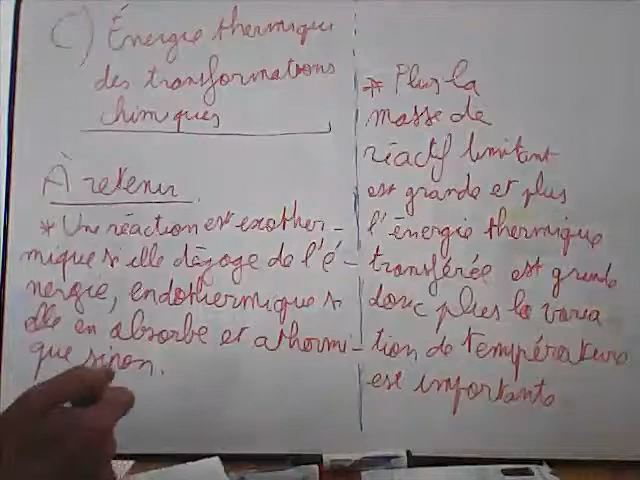 C) Énergie thermique
des transformations
chimiques
À retenir
* Une réaction est exother-
mique si elle dégage de l'é-
nergie, endothermique si
elle en absorbe et athermi-
que sinon.
* Plus la
masse de
réactif limitant
est grande et plus
l'énergie thermique
transférée est grande
donc plus la varia
tion de température
est importante